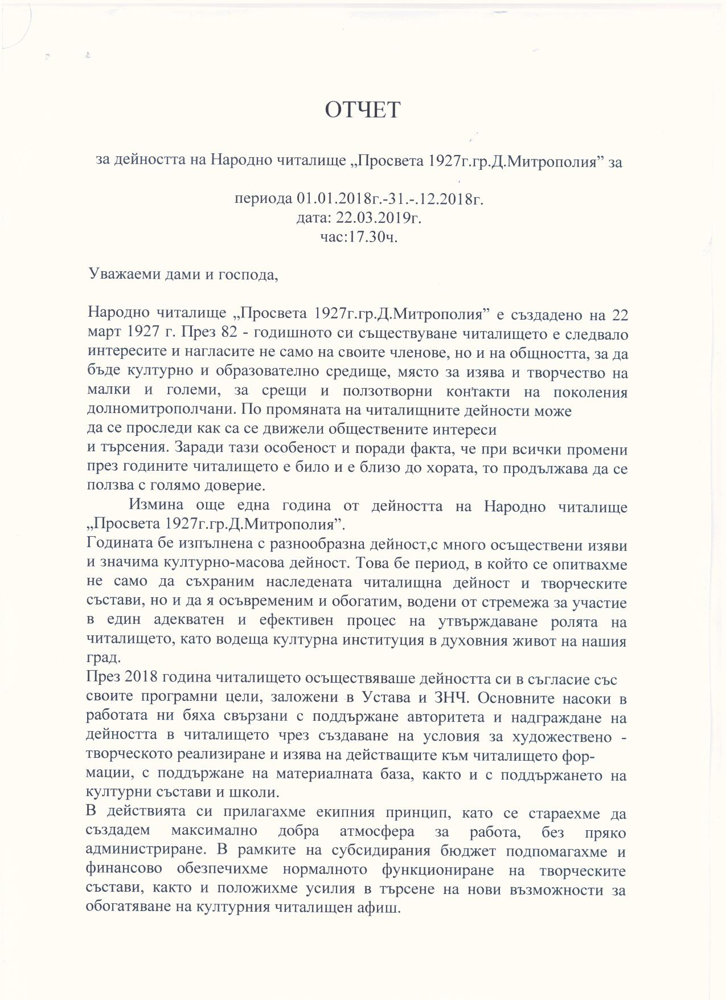 ОТЧЕТ
за дейността на Народно читалище „Просвета 1927г.гр.Д.Митрополия” за
периода 01.01.2018г.-31.-.12.2018г.
дата: 22.03.2019г.
час:17.30ч.
Уважаеми дами и господа,
Народно читалище „Просвета 1927г.гр.Д.Митрополия” е създадено на 22
март 1927 г. През 82 - годишното си съществуване читалището е следвало
интересите и нагласите не само на своите членове, но и на общността, за да
бъде културно и образователно средище, място за изява и творчество на
малки и големи, за срещи и ползотворни контакти на поколения
долномитрополчани. По промяната на читалищните дейности може
да се проследи как са се движели обществените интереси
и търсения. Заради тази особеност и поради факта, че при всички промени
през годините читалището е било и е близо до хората, то продължава да се
ползва с голямо доверие.
Измина още една година от дейността на Народно читалище
„Просвета 1927г.гр.Д.Митрополия”.
Годината бе изпълнена с разнообразна дейност,с много осъществени изяви
и значима културно-масова дейност. Това бе период, в който се опитвахме
не само да съхраним наследената читалищна дейност и творческите
състави, но и да я осъвременим и обогатим, водени от стремежа за участие
в един адекватен и ефективен процес на утвърждаване ролята на
читалището, като водеща културна институция в духовния живот на нашия
град.
През 2018 година читалището осъществяваше дейността си в съгласие със
своите програмни цели, заложени в Устава и ЗНЧ. Основните насоки в
работата ни бяха свързани с поддържане авторитета и надграждане на
дейността в читалището чрез създаване на условия за художествено -
творческото реализиране и изява на действащите към читалището фор-
мации, с поддържане на материалната база, както и с поддържането на
културни състави и школи.
В действията си прилагахме екипния принцип, като се стараехме да
създадем максимално добра атмосфера за работа, без пряко
администриране. В рамките на субсидирания бюджет подпомагахме и
финансово обезпечихме нормалното функциониране на творческите
състави, както и положихме усилия в търсене на нови възможности за
обогатяване на културния читалищен афиш.